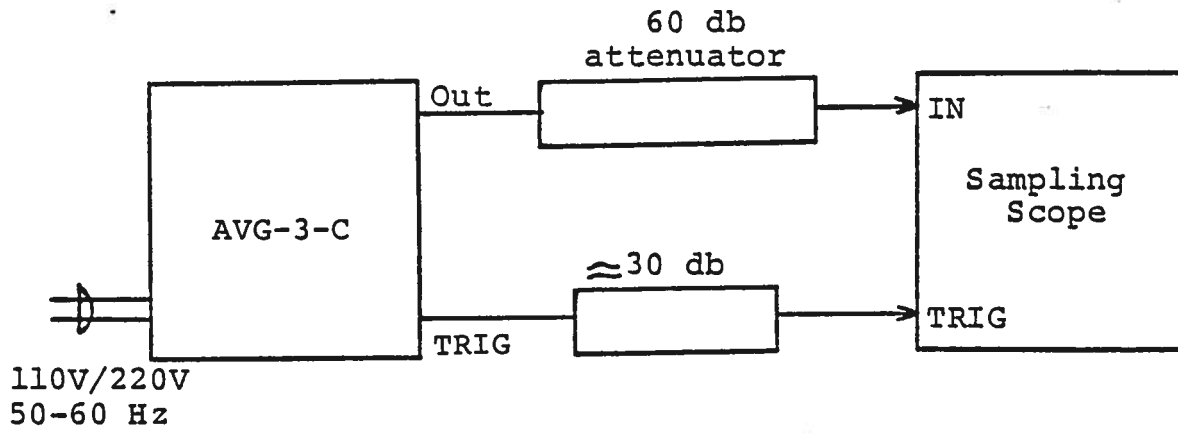 60 db
attenuator
Out
IN
Sampling
Scope
AVG-3-C
≈30 db
TRIG
TRIG
110V/220V
50-60 Hz